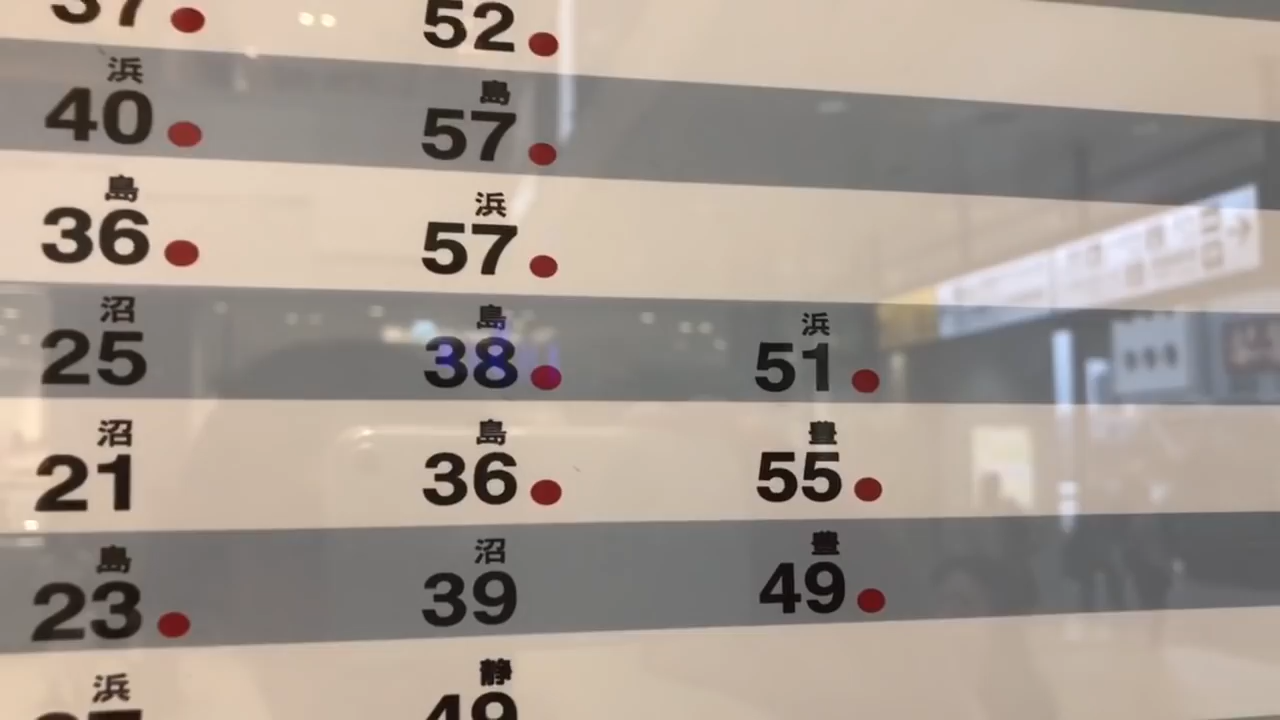 37 52
浜 島
40 57
島 浜
36 57
沼 島 浜
25 38 51
沼 島 豊
21 36 55
島 沼 豊
23 39 49
浜 静
49